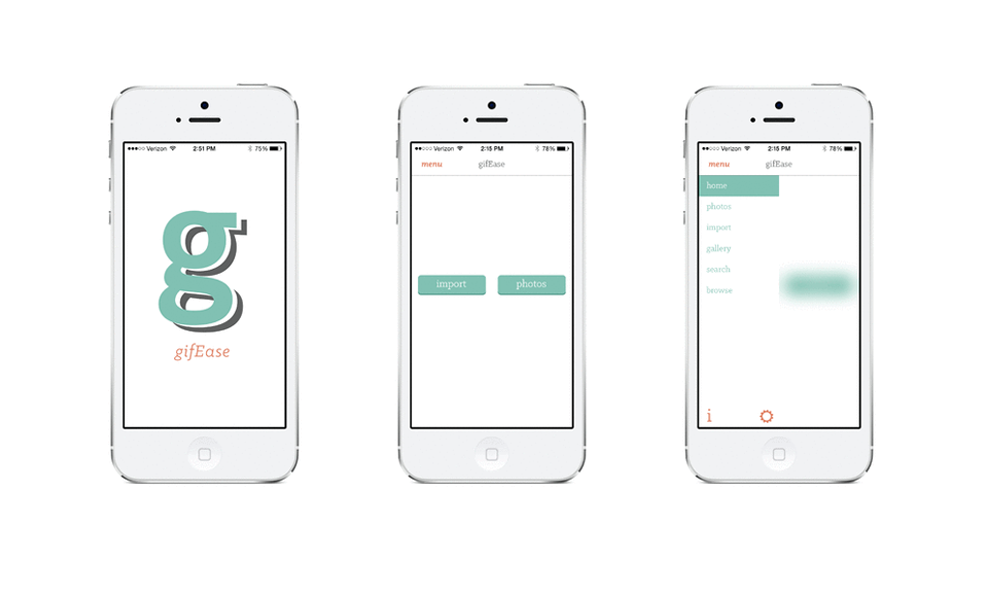 Verizon 2:51 PM 75%
g
gifEase
Verizon 2:15 PM 78%
menu gifEase
import photos
Verizon 2:15 PM 78%
menu gifEase
home
photos
import
gallery
search
browse
i